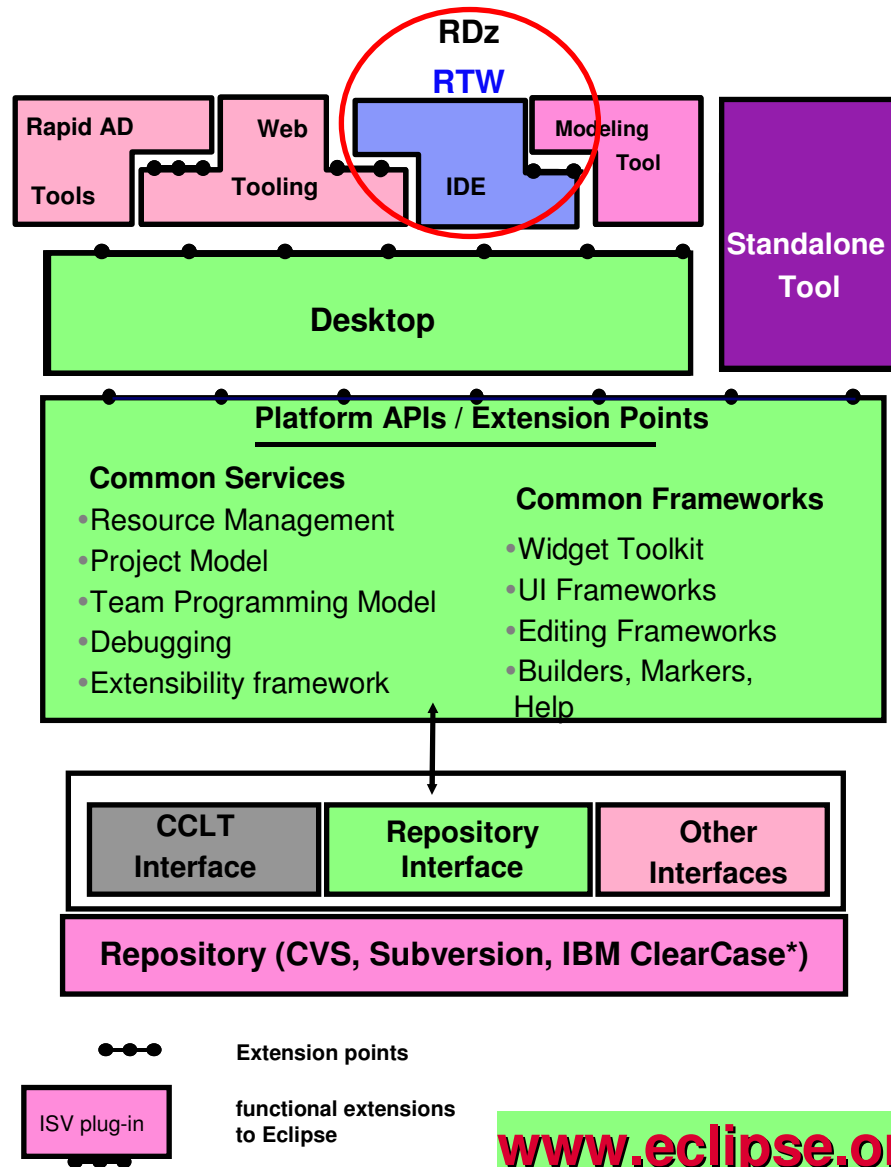 RDz
RTW
Rapid AD
Tools
Web
Tooling
IDE
Modeling
Tool
Standalone
Tool
Desktop
Platform APIs / Extension Points
Common Services
•Resource Management
•Project Model
•Team Programming Model
•Debugging
•Extensibility framework
Common Frameworks
•Widget Toolkit
•UI Frameworks
•Editing Frameworks
•Builders, Markers,
Help
CCLT
Interface
Repository
Interface
Other
Interfaces
Repository (CVS, Subversion, IBM ClearCase*)
Extension points
ISV plug-in
functional extensions
to Eclipse
www.eclipse.or